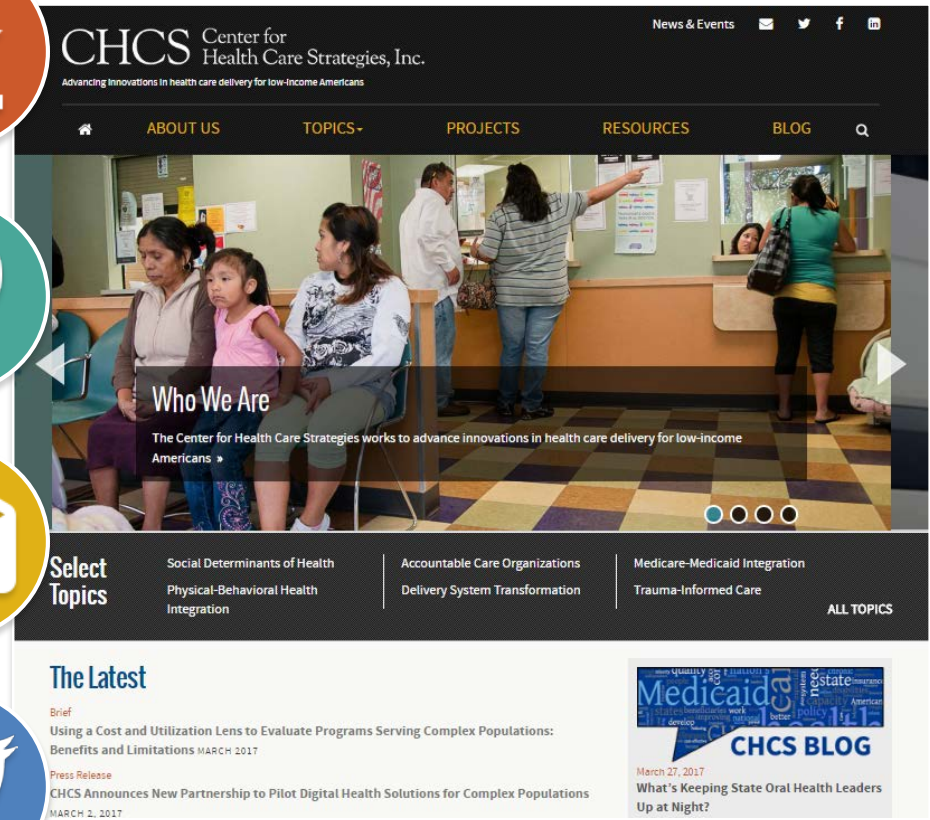 CHCS Center for
Health Care Strategies, Inc.
Advancing innovations in health care delivery for low-income Americans
News & Events
ABOUT US
TOPICS
PROJECTS
RESOURCES
BLOG
Who We Are
The Center for Health Care Strategies works to advance innovations in health care delivery for low-income
Americans »
Select
Topics
Social Determinants of Health
Physical-Behavioral Health
Integration
Accountable Care Organizations
Delivery System Transformation
Medicare-Medicaid Integration
Trauma-Informed Care
ALL TOPICS
The Latest
Brief
Using a Cost and Utilization Lens to Evaluate Programs Serving Complex Populations:
Benefits and Limitations MARCH 2017
Press Release
CHCS Announces New Partnership to Pilot Digital Health Solutions for Complex Populations
MARCH 2, 2017
Medicaid
CHCS BLOG
March 27, 2017
What's Keeping State Oral Health Leaders
Up at Night?